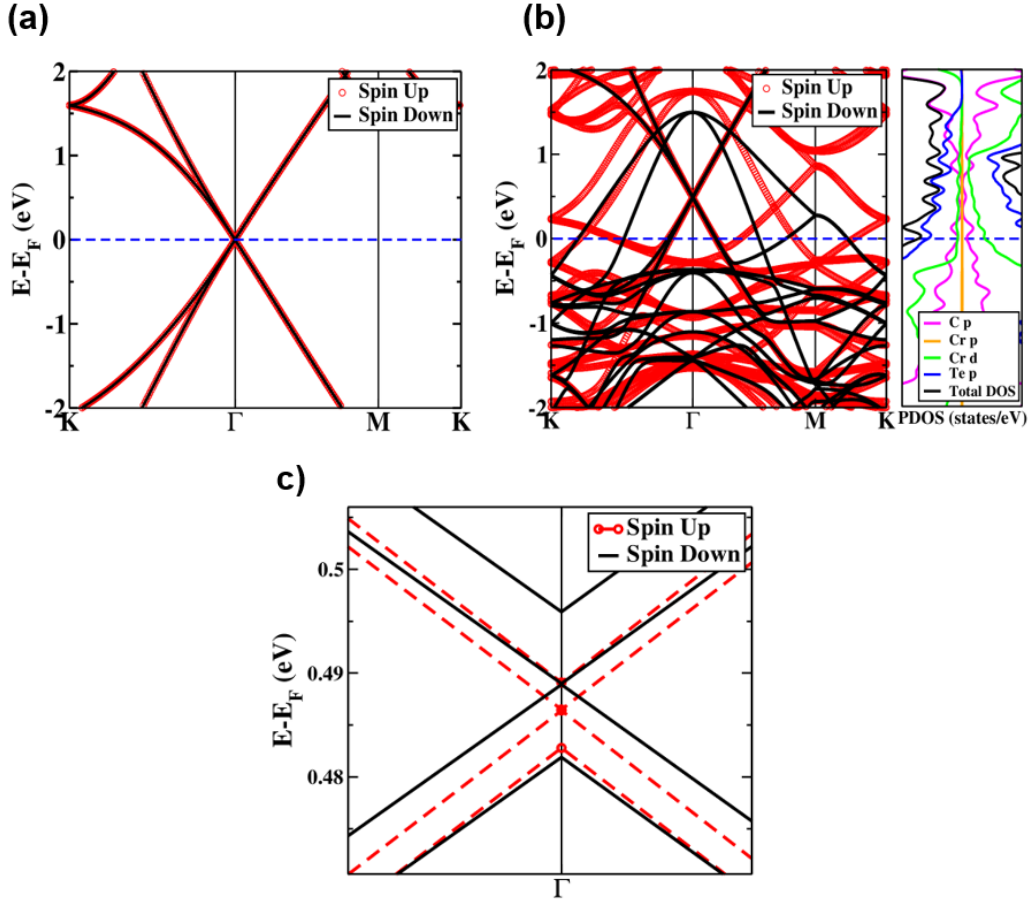 (a)
2
1
0
-1
-2
E-E_F (eV)
K Γ M K
Spin Up
Spin Down
(b)
2
1
0
-1
-2
E-E_F (eV)
K Γ M K
Spin Up
Spin Down
C p
Cr p
Cr d
Te p
Total DOS
PDOS (states/eV)
c)
0.5
0.49
0.48
E-E_F (eV)
Γ
Spin Up
Spin Down